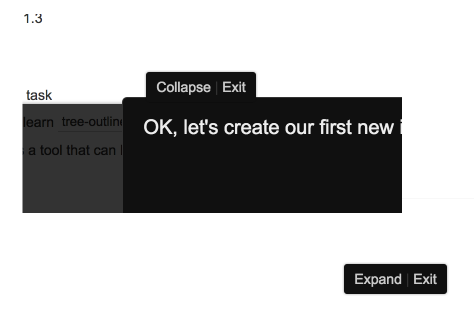 1.3
task
Collapse | Exit
learn tree-outline
OK, let's create our first new
a tool that can
Expand | Exit